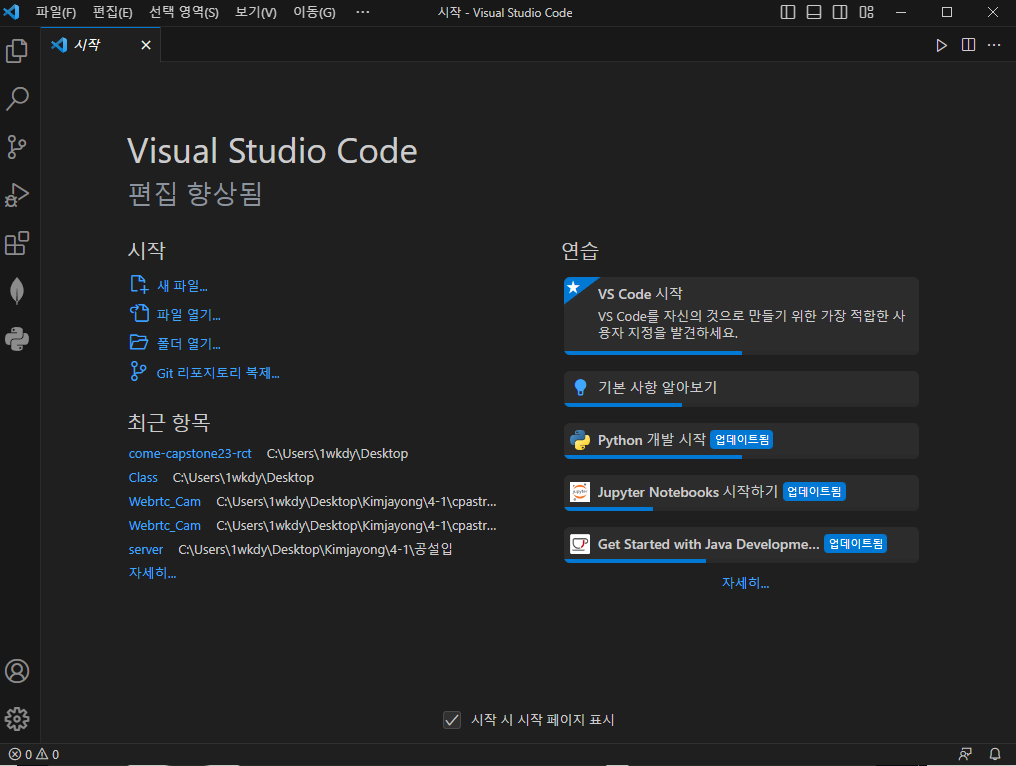 파일(F) 편집(E) 선택 영역(S) 보기(V) 이동(G) ··· 시작 - Visual Studio Code
시작
Visual Studio Code
편집 향상됨
시작
새 파일...
파일 열기...
폴더 열기...
Git 리포지토리 복제...
최근 항목
come-capstone23-rct C:\Users\1wkdy\Desktop
Class C:\Users\1wkdy\Desktop
Webrtc_Cam C:\Users\1wkdy\Desktop\Kimjayong\4-1\cpastr...
Webrtc_Cam C:\Users\1wkdy\Desktop\Kimjayong\4-1\cpastr...
server C:\Users\1wkdy\Desktop\Kimjayong\4-1\공설입
자세히...
연습
VS Code 시작
VS Code를 자신의 것으로 만들기 위한 가장 적합한 사
용자 지정을 발견하세요.
기본 사항 알아보기
Python 개발 시작 업데이트됨
Jupyter Notebooks 시작하기 업데이트됨
Get Started with Java Developme... 업데이트됨
자세히...
시작 시 시작 페이지 표시
0 0